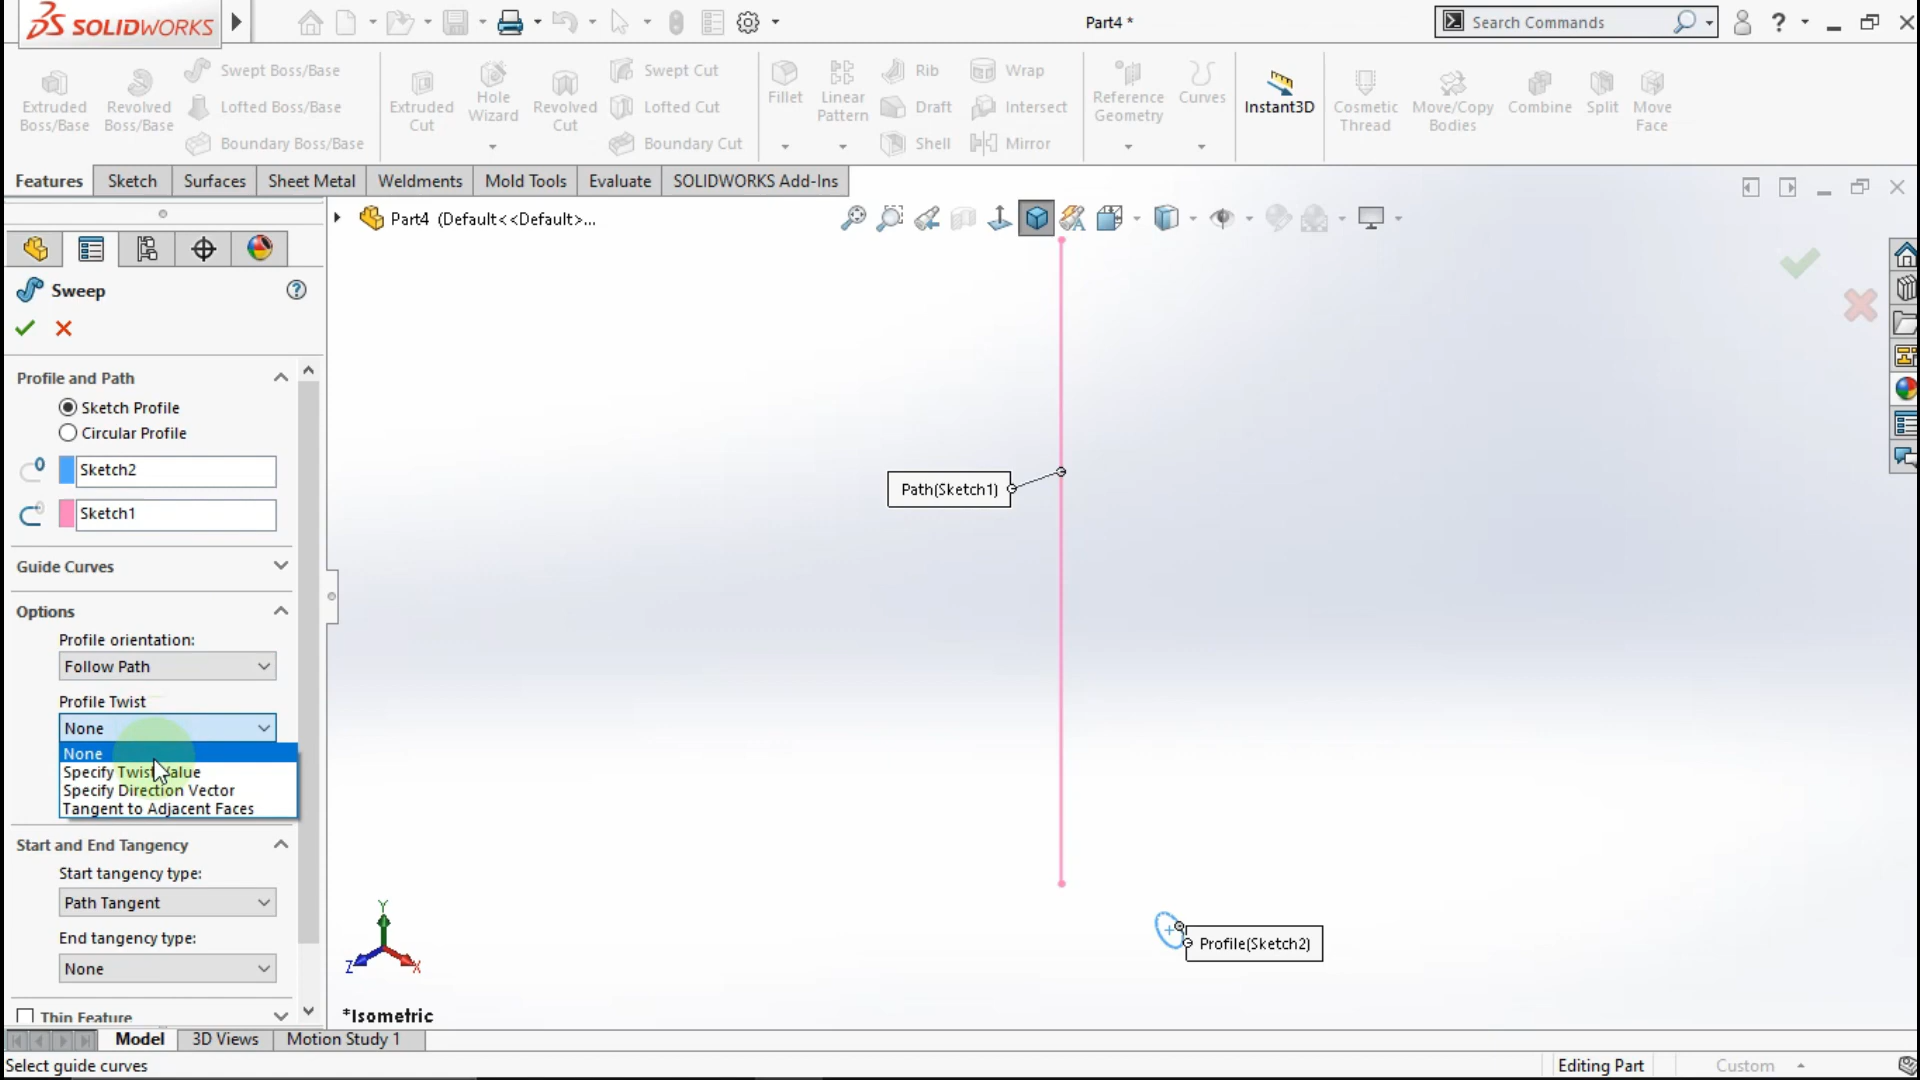 SOLIDWORKS
Part4 *
Search Commands
?
Extruded Boss/Base
Revolved Boss/Base
Swept Boss/Base
Lofted Boss/Base
Boundary Boss/Base
Extruded Cut
Hole Wizard
Revolved Cut
Swept Cut
Lofted Cut
Boundary Cut
Fillet
Linear Pattern
Rib
Draft
Shell
Wrap
Intersect
Mirror
Reference Geometry
Curves
Instant3D
Cosmetic Thread
Move/Copy Bodies
Combine
Split
Move Face
Features
Sketch
Surfaces
Sheet Metal
Weldments
Mold Tools
Evaluate
SOLIDWORKS Add-Ins
Part4 (Default<<Default>...
Sweep
?
Profile and Path
Sketch Profile
Circular Profile
Sketch2
Sketch1
Guide Curves
Options
Profile orientation:
Follow Path
Profile Twist
None
None
Specify Twist Value
Specify Direction Vector
Tangent to Adjacent Faces
Start and End Tangency
Start tangency type:
Path Tangent
End tangency type:
None
Thin Feature
Path(Sketch1)
Profile(Sketch2)
Y
Z
X
*Isometric
Model
3D Views
Motion Study 1
Select guide curves
Editing Part
Custom